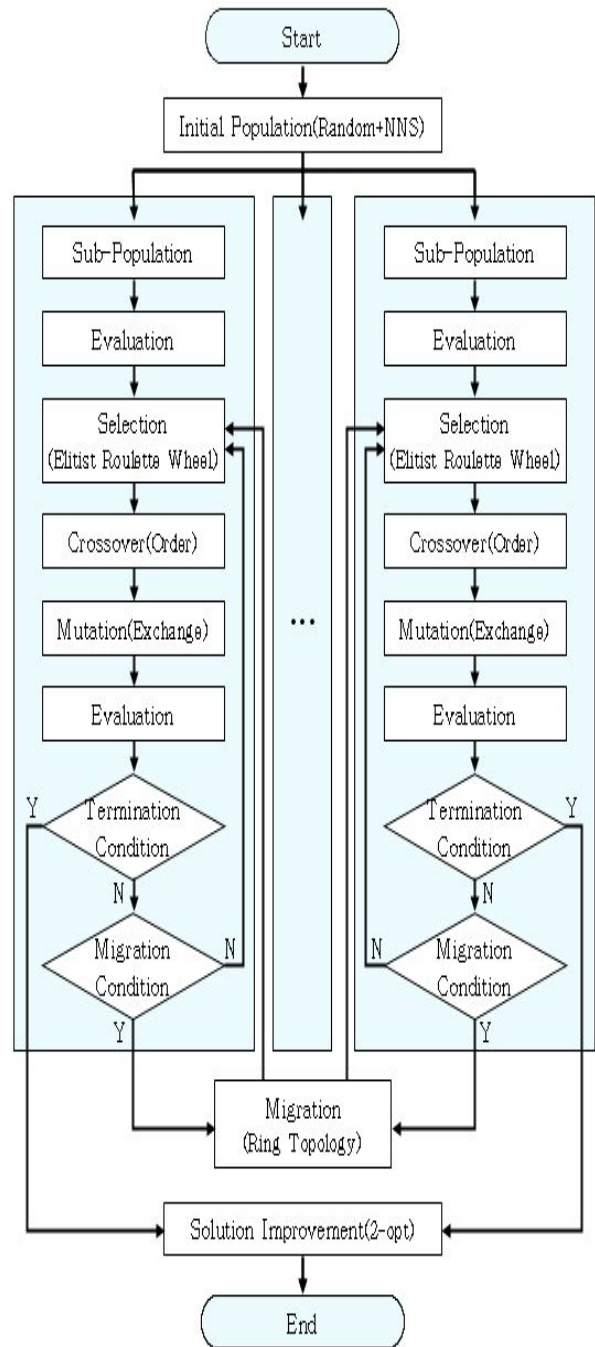 Start
Initial Population(Random+NNS)
Sub-Population
Evaluation
Selection
(Elitist Roulette Wheel)
Crossover(Order)
Mutation(Exchange)
Evaluation
Y
Termination
Condition
N
Migration
Condition
N
Y
...
Sub-Population
Evaluation
Selection
(Elitist Roulette Wheel)
Crossover(Order)
Mutation(Exchange)
Evaluation
Termination
Condition
Y
N
N
Migration
Condition
Y
Migration
(Ring Topology)
Solution Improvement(2-opt)
End